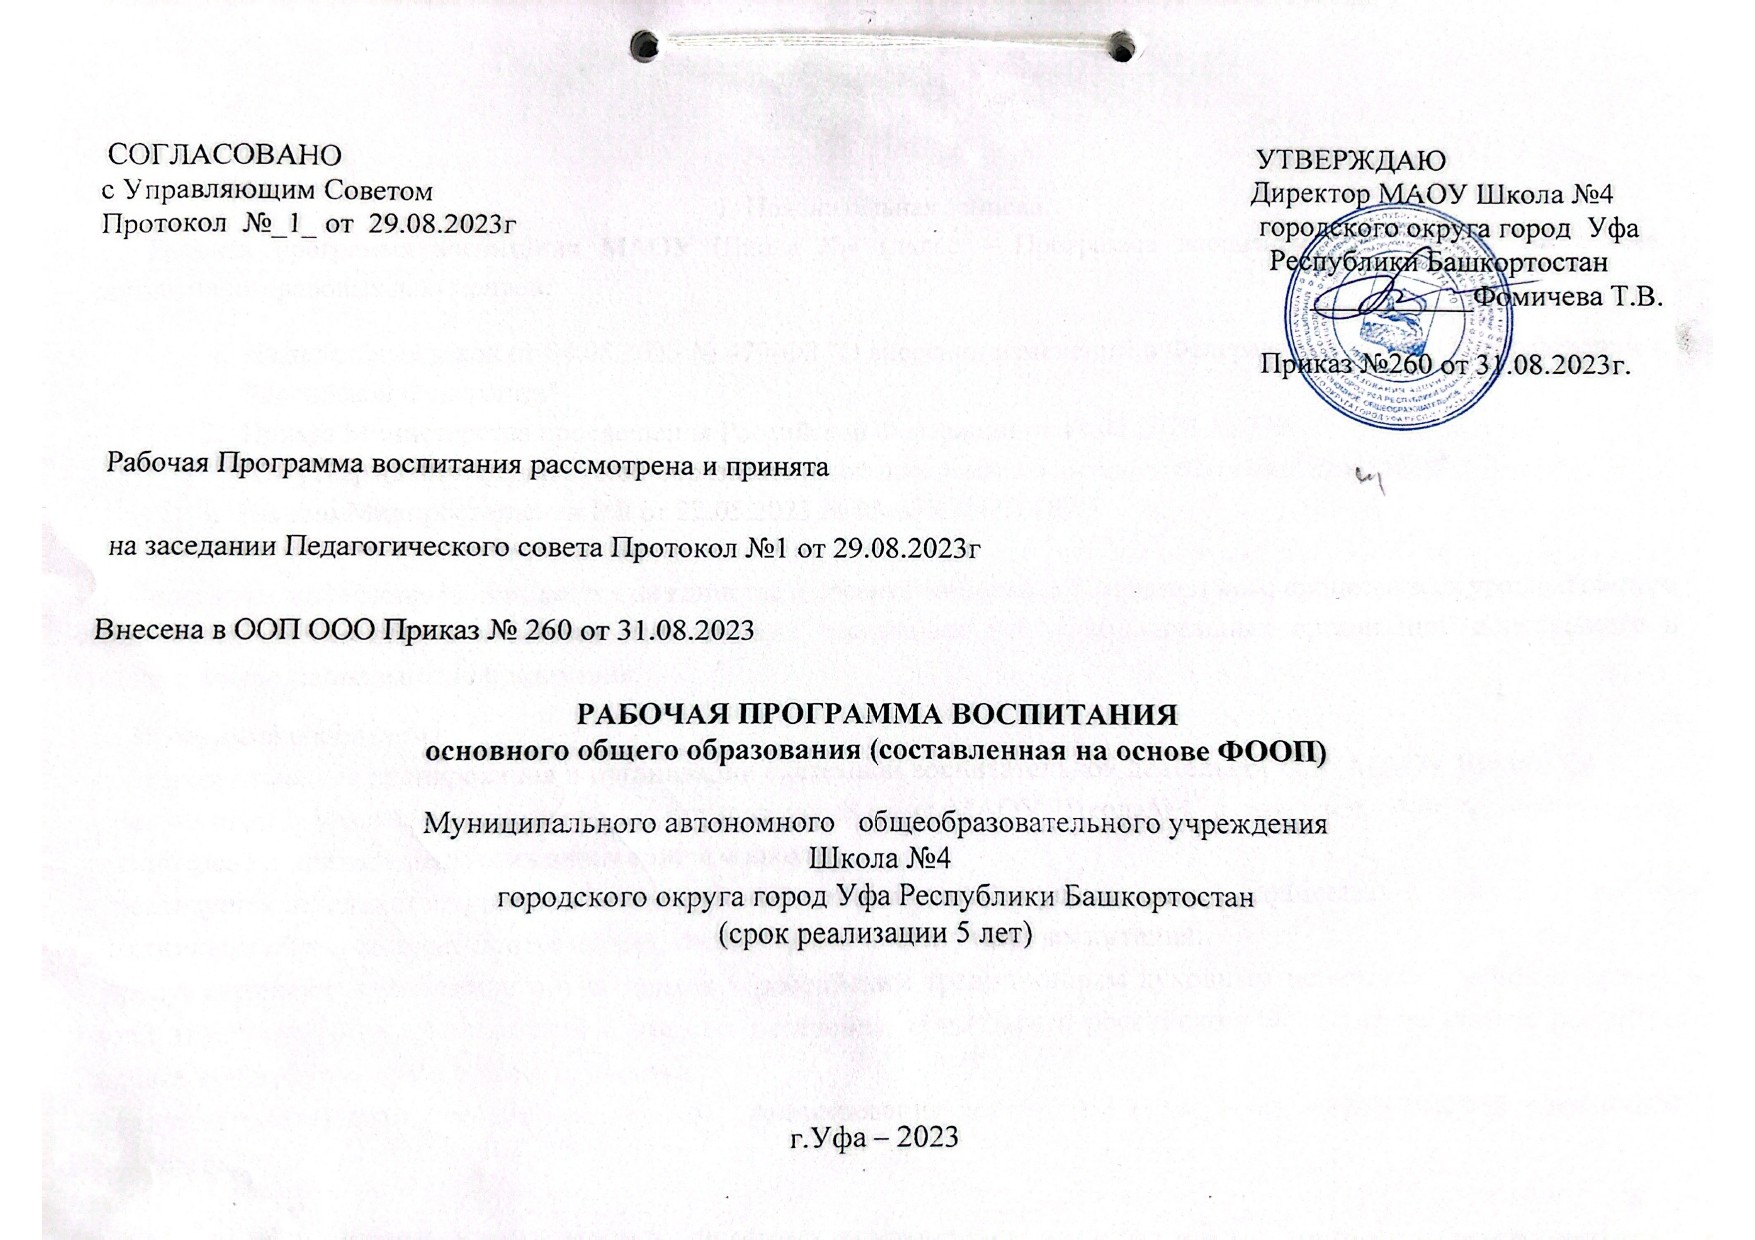 СОГЛАСОВАНО
с Управляющим Советом
Протокол №_1_ от 29.08.2023г
УТВЕРЖДАЮ
Директор МАОУ Школа №4
городского округа город Уфа
Республики Башкортостан
____________Фомичева Т.В.
Приказ №260 от 31.08.2023г.
Рабочая Программа воспитания рассмотрена и принята
на заседании Педагогического совета Протокол №1 от 29.08.2023г
Внесена в ООП ООО Приказ № 260 от 31.08.2023
РАБОЧАЯ ПРОГРАММА ВОСПИТАНИЯ
основного общего образования (составленная на основе ФООП)
Муниципального автономного общеобразовательного учреждения
Школа №4
городского округа город Уфа Республики Башкортостан
(срок реализации 5 лет)
г.Уфа – 2023